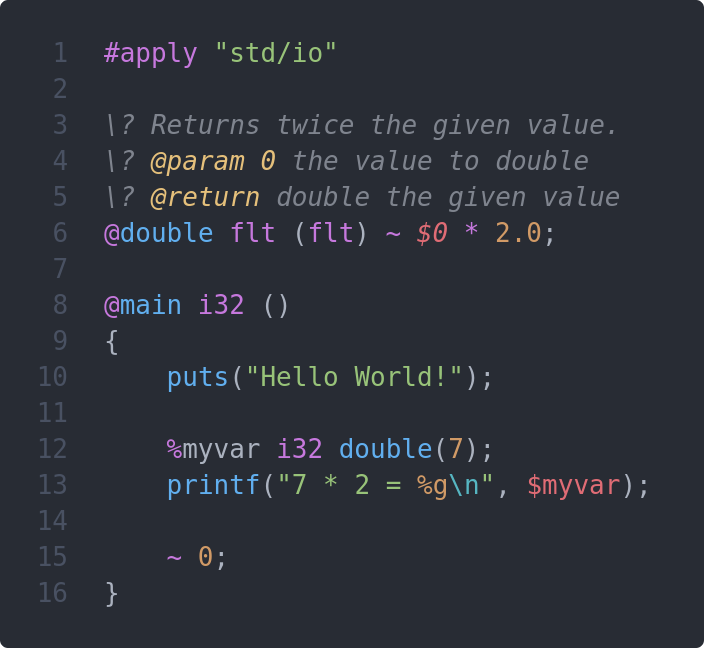 1 #apply "std/io"
2
3 \? Returns twice the given value.
4 \? @param 0 the value to double
5 \? @return double the given value
6 @double flt (flt) ~ $0 * 2.0;
7
8 @main i32 ()
9 {
10     puts("Hello World!");
11
12     %myvar i32 double(7);
13     printf("7 * 2 = %g\n", $myvar);
14
15     ~ 0;
16 }